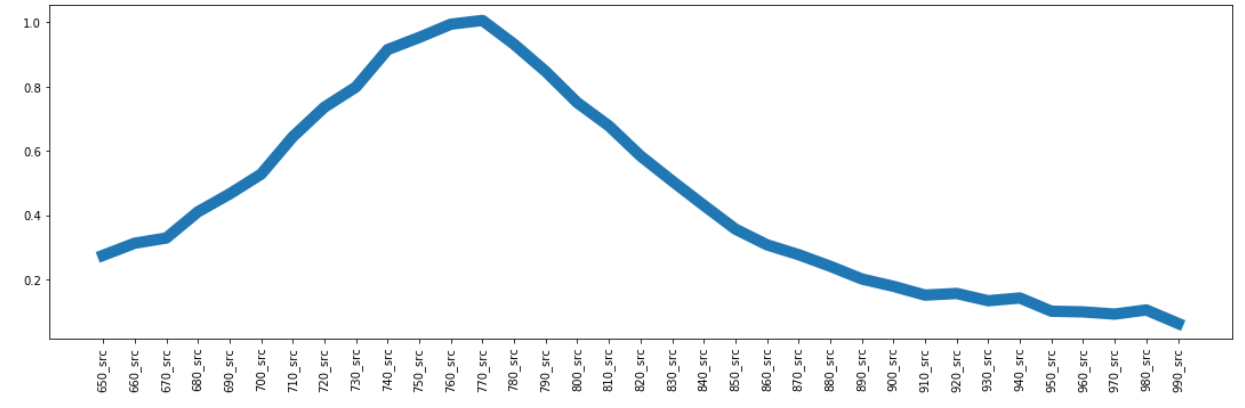 1.0
0.8
0.6
0.4
0.2
650_src
660_src
670_src
680_src
690_src
700_src
710_src
720_src
730_src
740_src
750_src
760_src
770_src
780_src
790_src
800_src
810_src
820_src
830_src
840_src
850_src
860_src
870_src
880_src
890_src
900_src
910_src
920_src
930_src
940_src
950_src
960_src
970_src
980_src
990_src